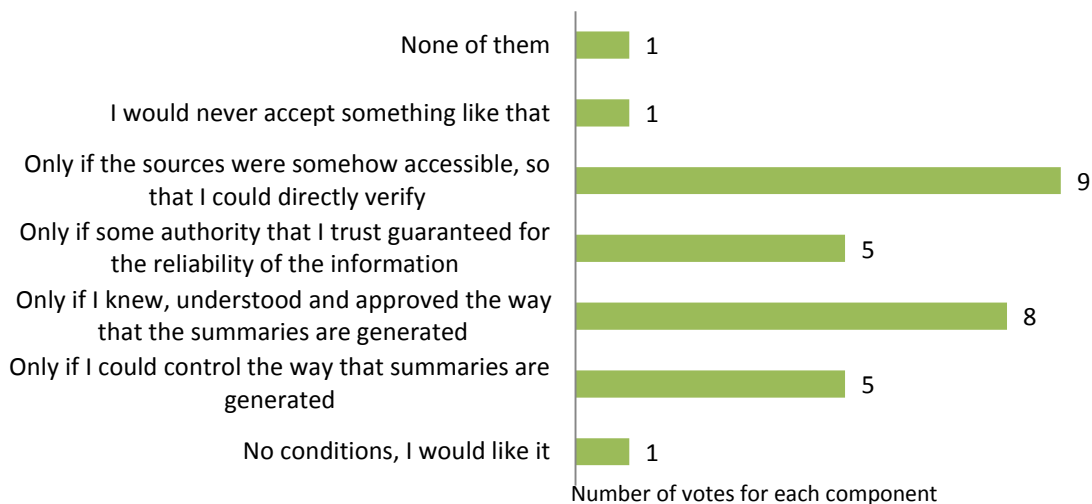 None of them
1
I would never accept something like that
1
Only if the sources were somehow accessible, so
that I could directly verify
9
Only if some authority that I trust guaranteed for
the reliability of the information
5
Only if I knew, understood and approved the way
that the summaries are generated
8
Only if I could control the way that summaries are
generated
5
No conditions, I would like it
1
Number of votes for each component